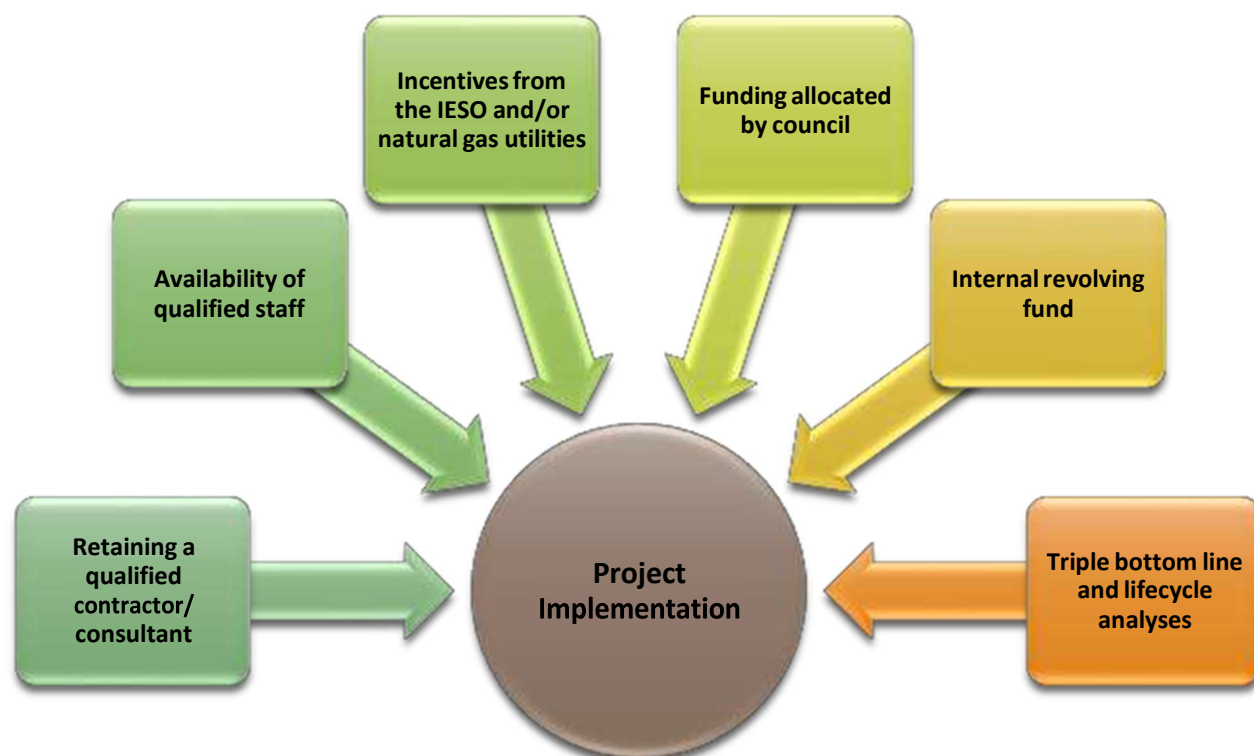 Incentives from
the IESO and/or
natural gas utilities
Funding allocated
by council
Availability of
qualified staff
Internal revolving
fund
Retaining a
qualified
contractor/
consultant
Project
Implementation
Triple bottom line
and lifecycle
analyses